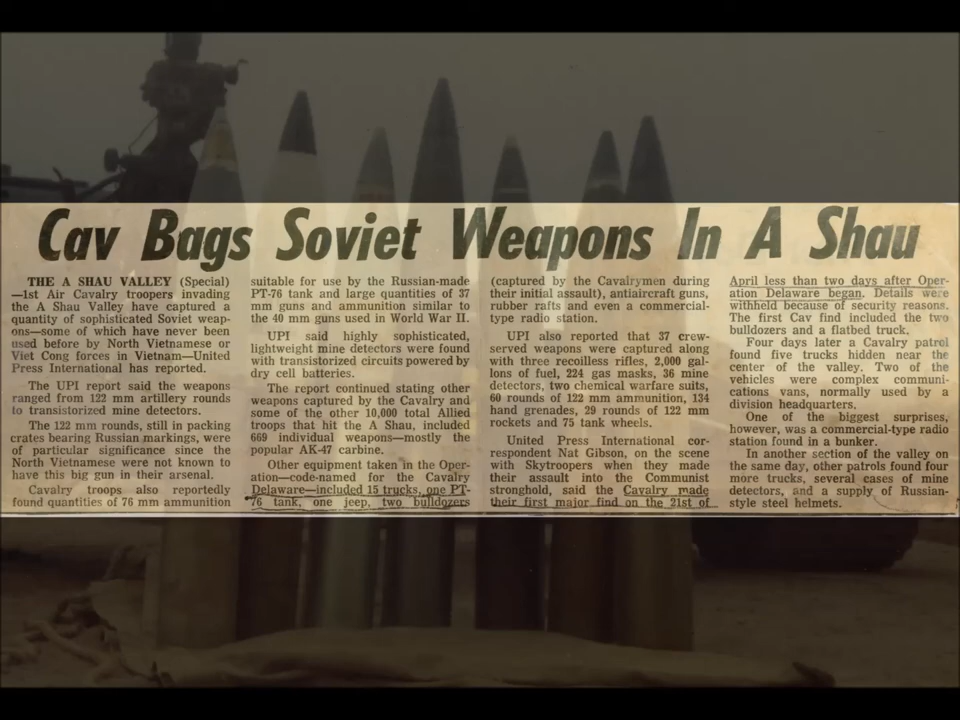 Cav Bags Soviet Weapons In A Shau
THE A SHAU VALLEY (Special)
—1st Air Cavalry troopers invading
the A Shau Valley have captured a
quantity of sophisticated Soviet weap-
ons—some of which have never been
used before by North Vietnamese or
Viet Cong forces in Vietnam—United
Press International has reported.
The UPI report said the weapons
ranged from 122 mm artillery rounds
to transistorized mine detectors.
The 122 mm rounds, still in packing
crates bearing Russian markings, were
of particular significance since the
North Vietnamese were not known to
have this big gun in their arsenal.
Cavalry troops also reportedly
found quantities of 76 mm ammunition
suitable for use by the Russian-made
PT-76 tank and large quantities of 37
mm guns and ammunition similar to
the 40 mm guns used in World War II.
UPI said highly sophisticated,
lightweight mine detectors were found
with transistorized circuits powered by
dry cell batteries.
The report continued stating other
weapons captured by the Cavalry and
some of the other 10,000 total Allied
troops that hit the A Shau, included
669 individual weapons—mostly the
popular AK-47 carbine.
Other equipment taken in the Oper-
ation—code-named for the Cavalry
Delaware—included 15 trucks, one PT-
76 tank, one jeep, two bulldozers
(captured by the Cavalrymen during
their initial assault), antiaircraft guns,
rubber rafts and even a commercial-
type radio station.
UPI also reported that 37 crew-
served weapons were captured along
with three recoilless rifles, 2,000 gal-
lons of fuel, 224 gas masks, 36 mine
detectors, two chemical warfare suits,
60 rounds of 122 mm ammunition, 134
hand grenades, 29 rounds of 122 mm
rockets and 75 tank wheels.
United Press International cor-
respondent Nat Gibson, on the scene
with Skytroopers when they made
their assault into the Communist
stronghold, said the Cavalry made
their first major find on the 21st of
April less than two days after Oper-
ation Delaware began. Details were
withheld because of security reasons.
The first Cav find included the two
bulldozers and a flatbed truck.
Four days later a Cavalry patrol
found five trucks hidden near the
center of the valley. Two of the
vehicles were complex communi-
cations vans, normally used by a
division headquarters.
One of the biggest surprises,
however, was a commercial-type radio
station found in a bunker.
In another section of the valley on
the same day, other patrols found four
more trucks, several cases of mine
detectors, and a supply of Russian-
style steel helmets.